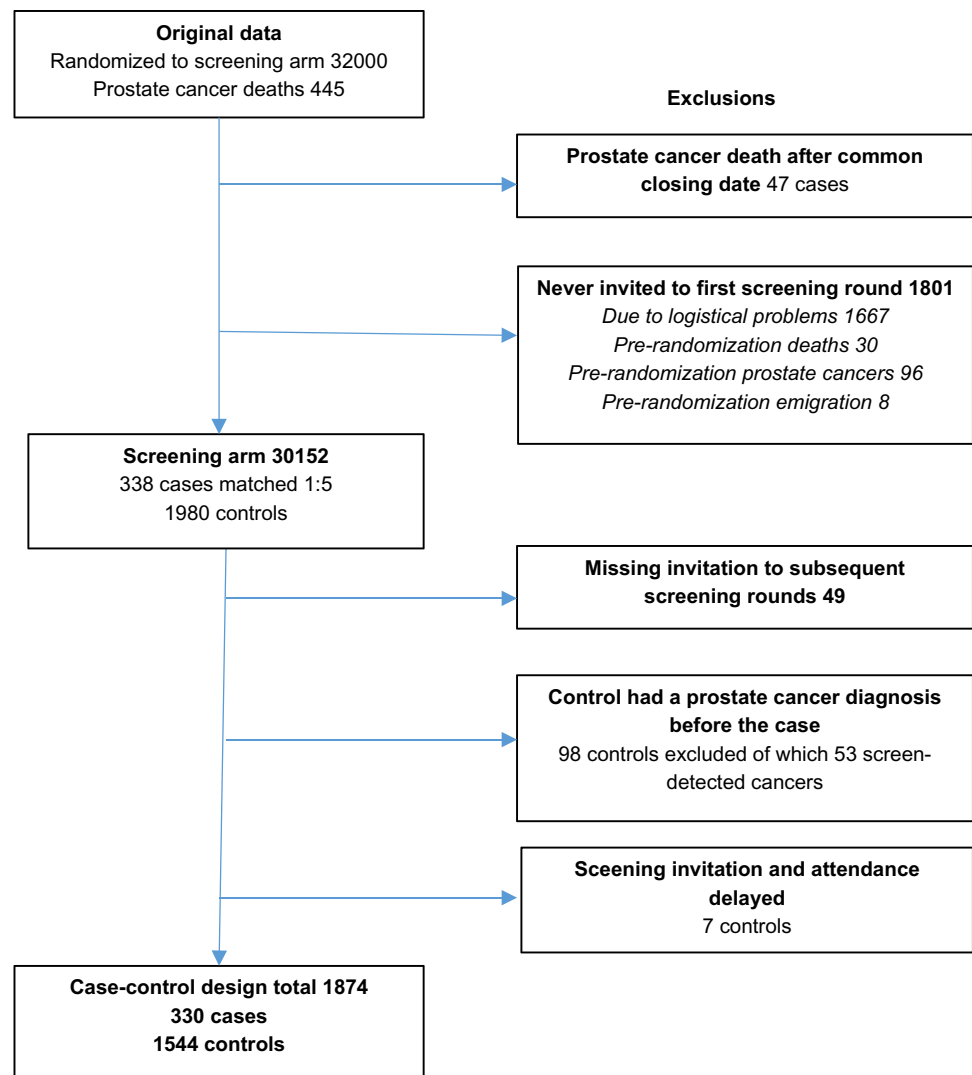 Original data
Randomized to screening arm 32000
Prostate cancer deaths 445
Exclusions
Prostate cancer death after common
closing date 47 cases
Never invited to first screening round 1801
Due to logistical problems 1667
Pre-randomization deaths 30
Pre-randomization prostate cancers 96
Pre-randomization emigration 8
Screening arm 30152
338 cases matched 1:5
1980 controls
Missing invitation to subsequent
screening rounds 49
Control had a prostate cancer diagnosis
before the case
98 controls excluded of which 53 screen-
detected cancers
Sceening invitation and attendance
delayed
7 controls
Case-control design total 1874
330 cases
1544 controls